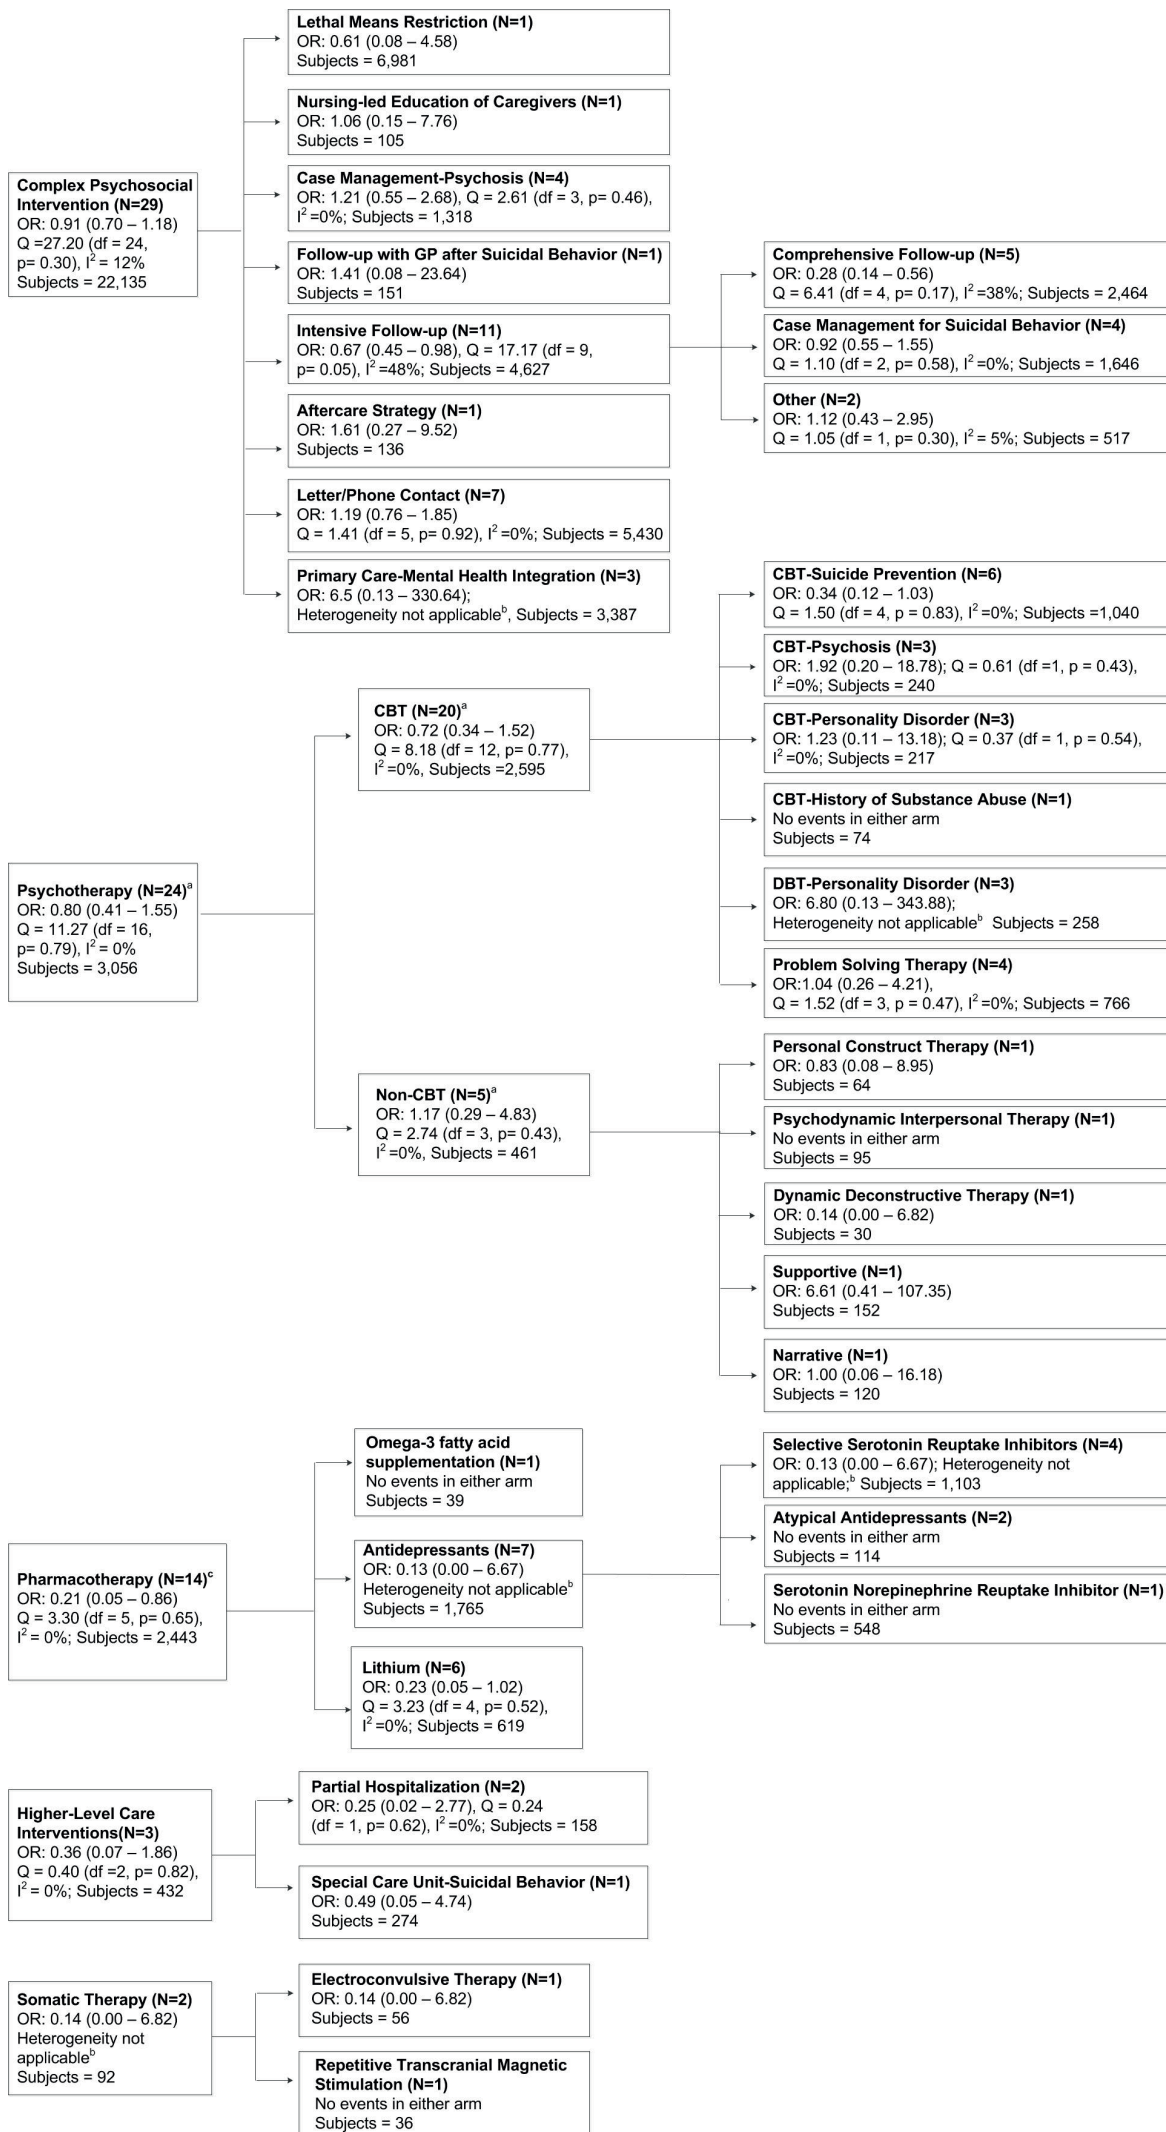 Lethal Means Restriction (N=1)
OR: 0.61 (0.08 – 4.58)
Subjects = 6,981
Nursing-led Education of Caregivers (N=1)
OR: 1.06 (0.15 – 7.76)
Subjects = 105
Complex Psychosocial
Intervention (N=29)
OR: 0.91 (0.70 – 1.18)
Q =27.20 (df = 24,
p= 0.30), I² = 12%
Subjects = 22,135
Case Management-Psychosis (N=4)
OR: 1.21 (0.55 – 2.68), Q = 2.61 (df = 3, p= 0.46),
I² =0%; Subjects = 1,318
Follow-up with GP after Suicidal Behavior (N=1)
OR: 1.41 (0.08 – 23.64)
Subjects = 151
Intensive Follow-up (N=11)
OR: 0.67 (0.45 – 0.98), Q = 17.17 (df = 9,
p= 0.05), I² =48%; Subjects = 4,627
Comprehensive Follow-up (N=5)
OR: 0.28 (0.14 – 0.56)
Q = 6.41 (df = 4, p= 0.17), I² =38%; Subjects = 2,464
Case Management for Suicidal Behavior (N=4)
OR: 0.92 (0.55 – 1.55)
Q = 1.10 (df = 2, p = 0.58), I² =0%; Subjects = 1,646
Other (N=2)
OR: 1.12 (0.43 – 2.95)
Q = 1.05 (df = 1, p = 0.30), I² = 5%; Subjects = 517
Aftercare Strategy (N=1)
OR: 1.61 (0.27 – 9.52)
Subjects = 136
Letter/Phone Contact (N=7)
OR: 1.19 (0.76 – 1.85)
Q = 1.41 (df = 5, p= 0.92), I² =0%; Subjects = 5,430
Primary Care-Mental Health Integration (N=3)
OR: 6.5 (0.13 – 330.64);
Heterogeneity not applicableᵇ, Subjects = 3,387
Psychotherapy (N=24)ᵃ
OR: 0.80 (0.41 – 1.55)
Q = 11.27 (df = 16,
p= 0.79), I² = 0%
Subjects = 3,056
CBT (N=20)ᵃ
OR: 0.72 (0.34 – 1.52)
Q = 8.18 (df = 12, p= 0.77),
I² =0%, Subjects =2,595
CBT-Suicide Prevention (N=6)
OR: 0.34 (0.12 – 1.03)
Q = 1.50 (df = 4, p = 0.83), I² =0%; Subjects =1,040
CBT-Psychosis (N=3)
OR: 1.92 (0.20 – 18.78); Q = 0.61 (df =1, p = 0.43),
I² =0%; Subjects = 240
CBT-Personality Disorder (N=3)
OR: 1.23 (0.11 – 13.18); Q = 0.37 (df = 1, p = 0.54),
I² =0%; Subjects = 217
CBT-History of Substance Abuse (N=1)
No events in either arm
Subjects = 74
DBT-Personality Disorder (N=3)
OR: 6.80 (0.13 – 343.88);
Heterogeneity not applicableᵇ Subjects = 258
Problem Solving Therapy (N=4)
OR:1.04 (0.26 – 4.21),
Q = 1.52 (df = 3, p = 0.47), I² =0%; Subjects = 766
Non-CBT (N=5)ᵃ
OR: 1.17 (0.29 – 4.83)
Q = 2.74 (df = 3, p= 0.43),
I² =0%, Subjects = 461
Personal Construct Therapy (N=1)
OR: 0.83 (0.08 – 8.95)
Subjects = 64
Psychodynamic Interpersonal Therapy (N=1)
No events in either arm
Subjects = 95
Dynamic Deconstructive Therapy (N=1)
OR: 0.14 (0.00 – 6.82)
Subjects = 30
Supportive (N=1)
OR: 6.61 (0.41 – 107.35)
Subjects = 152
Narrative (N=1)
OR: 1.00 (0.06 – 16.18)
Subjects = 120
Pharmacotherapy (N=14)ᶜ
OR: 0.21 (0.05 – 0.86)
Q = 3.30 (df = 5, p= 0.65),
I² = 0%; Subjects = 2,443
Omega-3 fatty acid
supplementation (N=1)
No events in either arm
Subjects = 39
Antidepressants (N=7)
OR: 0.13 (0.00 – 6.67)
Heterogeneity not applicableᵇ
Subjects = 1,765
Selective Serotonin Reuptake Inhibitors (N=4)
OR: 0.13 (0.00 – 6.67); Heterogeneity not
applicable;ᵇ Subjects = 1,103
Atypical Antidepressants (N=2)
No events in either arm
Subjects = 114
Serotonin Norepinephrine Reuptake Inhibitor (N=1)
No events in either arm
Subjects = 548
Lithium (N=6)
OR: 0.23 (0.05 – 1.02)
Q = 3.23 (df = 4, p= 0.52),
I² =0%; Subjects = 619
Higher-Level Care
Interventions(N=3)
OR: 0.36 (0.07 – 1.86)
Q = 0.40 (df =2, p= 0.82),
I² = 0%; Subjects = 432
Partial Hospitalization (N=2)
OR: 0.25 (0.02 – 2.77), Q = 0.24
(df = 1, p= 0.62), I² =0%; Subjects = 158
Special Care Unit-Suicidal Behavior (N=1)
OR: 0.49 (0.05 – 4.74)
Subjects = 274
Somatic Therapy (N=2)
OR: 0.14 (0.00 – 6.82)
Heterogeneity not
applicableᵇ
Subjects = 92
Electroconvulsive Therapy (N=1)
OR: 0.14 (0.00 – 6.82)
Subjects = 56
Repetitive Transcranial Magnetic
Stimulation (N=1)
No events in either arm
Subjects = 36